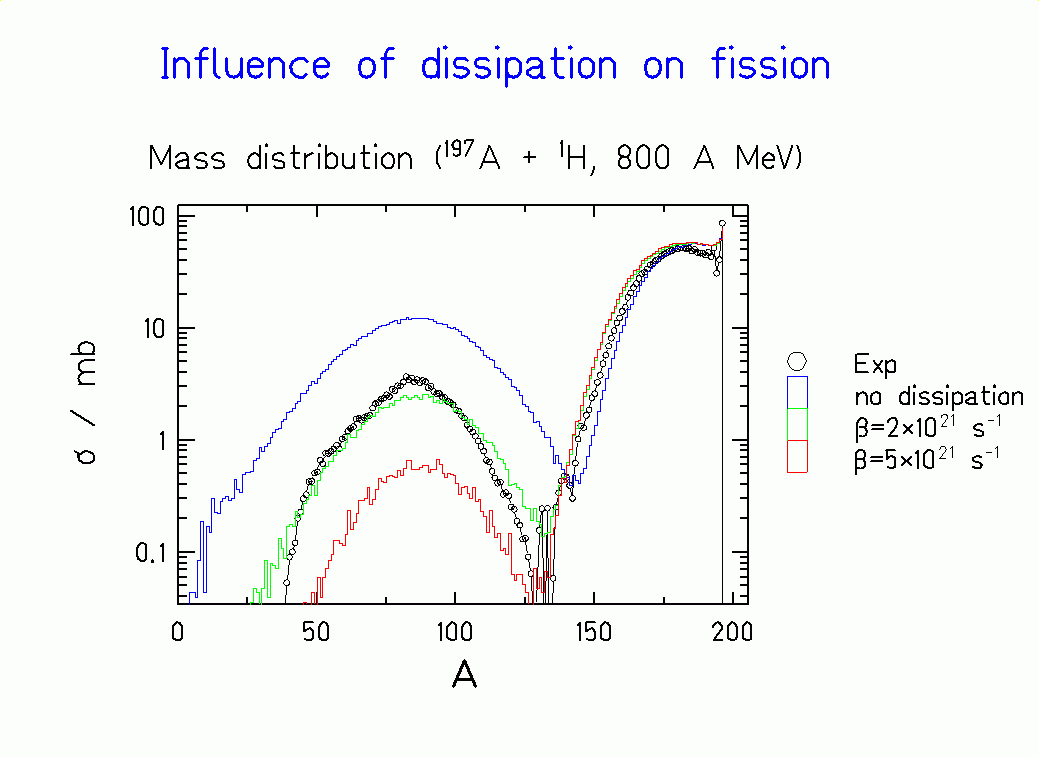 Influence of dissipation on fission
Mass distribution (¹⁹⁷A + ¹H, 800 A MeV)
100
10
1
0.1
σ / mb
0 50 100 150 200
A
Exp
no dissipation
β=2×10²¹ s⁻¹
β=5×10²¹ s⁻¹